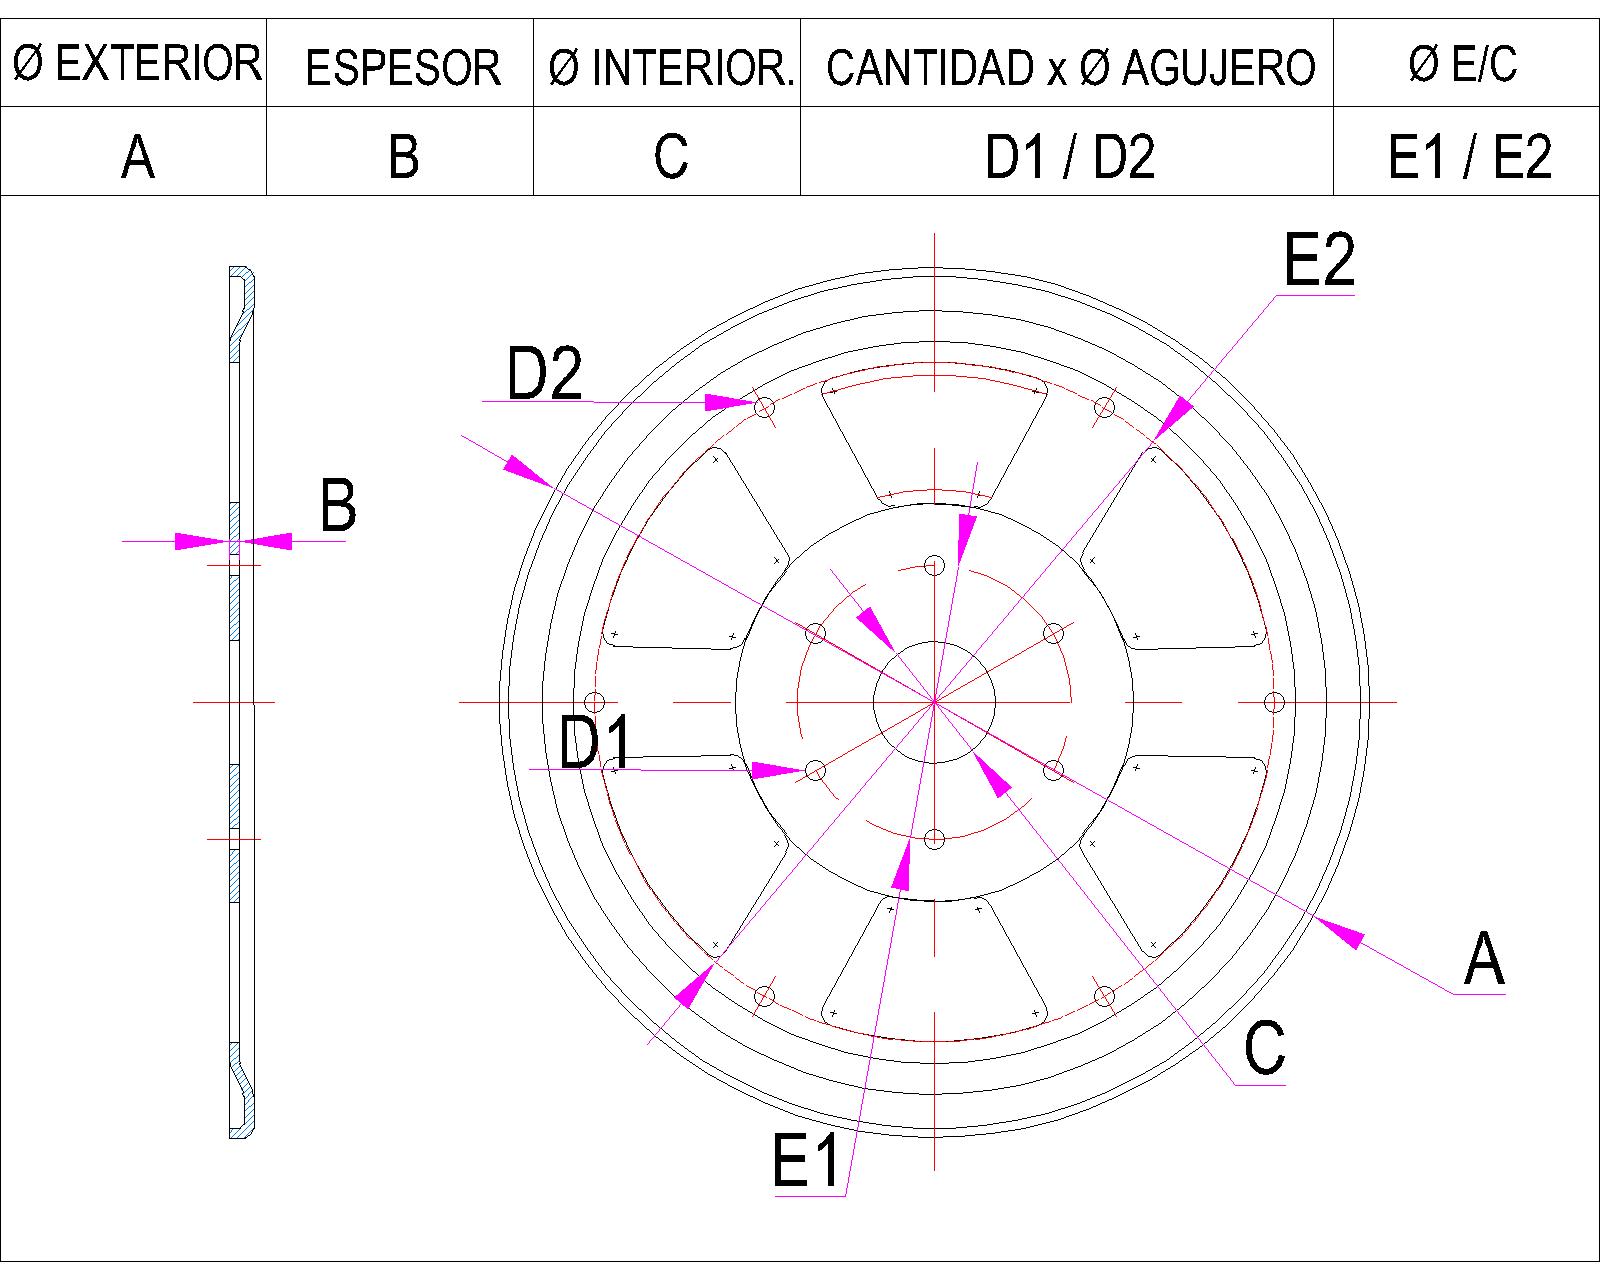 Ø EXTERIOR ESPESOR Ø INTERIOR. CANTIDAD x Ø AGUJERO Ø E/C
A B C D1 / D2 E1 / E2
E2
D2
B
D1
A
C
E1